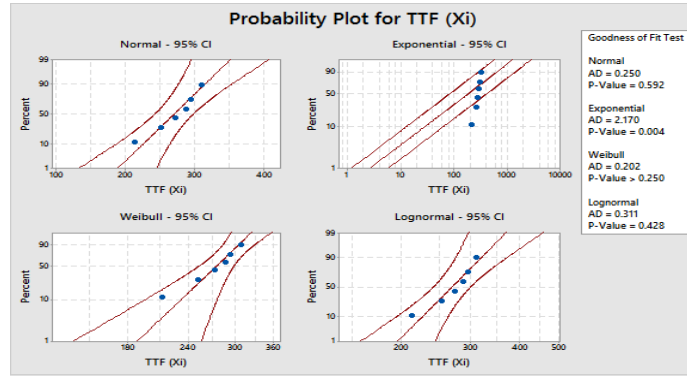 Probability Plot for TTF (Xi)
Normal - 95% CI
Percent
99
90
50
10
1
100 200 300 400
TTF (Xi)
Exponential - 95% CI
Percent
90
50
10
1
1 10 100 1000 10000
TTF (Xi)
Goodness of Fit Test
Normal
AD = 0.250
P-Value = 0.592
Exponential
AD = 2.170
P-Value = 0.004
Weibull
AD = 0.202
P-Value > 0.250
Lognormal
AD = 0.311
P-Value = 0.428
Weibull - 95% CI
Percent
90
50
10
1
180 240 300 360
TTF (Xi)
Lognormal - 95% CI
Percent
99
90
50
10
1
200 300 400 500
TTF (Xi)